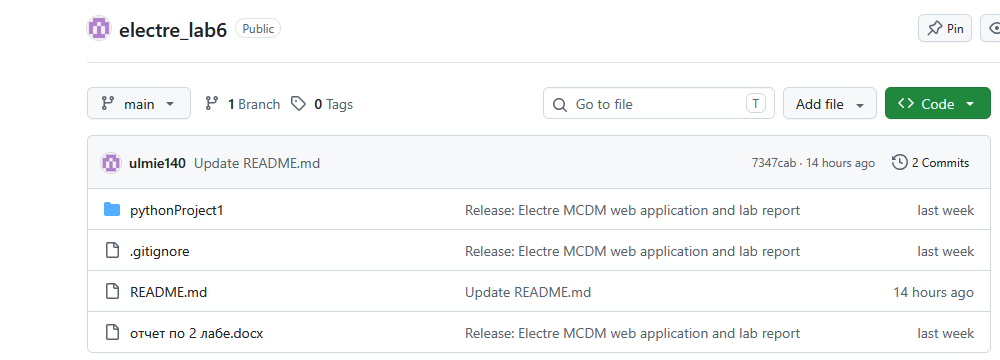 electre_lab6 Public Pin
main 1 Branch 0 Tags Go to file T Add file Code
ulmie140 Update README.md 7347cab · 14 hours ago 2 Commits
pythonProject1 Release: Electre MCDM web application and lab report last week
.gitignore Release: Electre MCDM web application and lab report last week
README.md Update README.md 14 hours ago
отчет по 2 лабе.docx Release: Electre MCDM web application and lab report last week